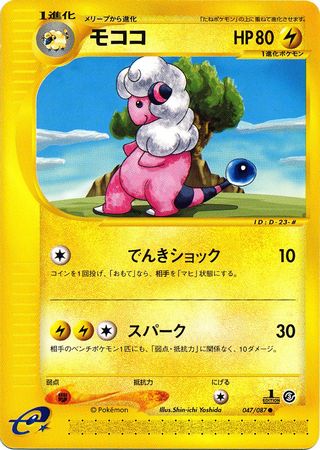 1進化
メリープから進化
「たねポケモン」の上に重ねて進化させます。
モココ
HP80
1進化ポケモン
ID:D-23-#
でんきショック 10
コインを1回投げ、「おもて」なら、相手を「マヒ」状態にする。
スパーク 30
相手のベンチポケモン1匹にも、「弱点・抵抗力」に関係なく、10ダメージ。
弱点 抵抗力 にげる
©Pokémon Illus.Shin-ichi Yoshida 047/087
1
EDITION
e